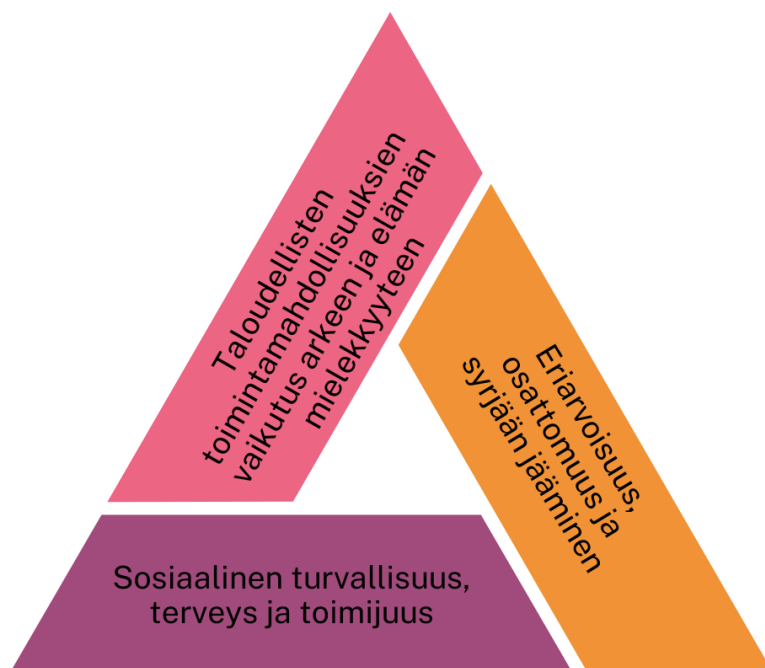 Taloudellisten
toimintamahdollisuuksien
vaikutus arkeen ja elämän
mielekkyyteen
Eriarvoisuus,
osattomuus ja
syrjään jääminen
Sosiaalinen turvallisuus,
terveys ja toimijuus